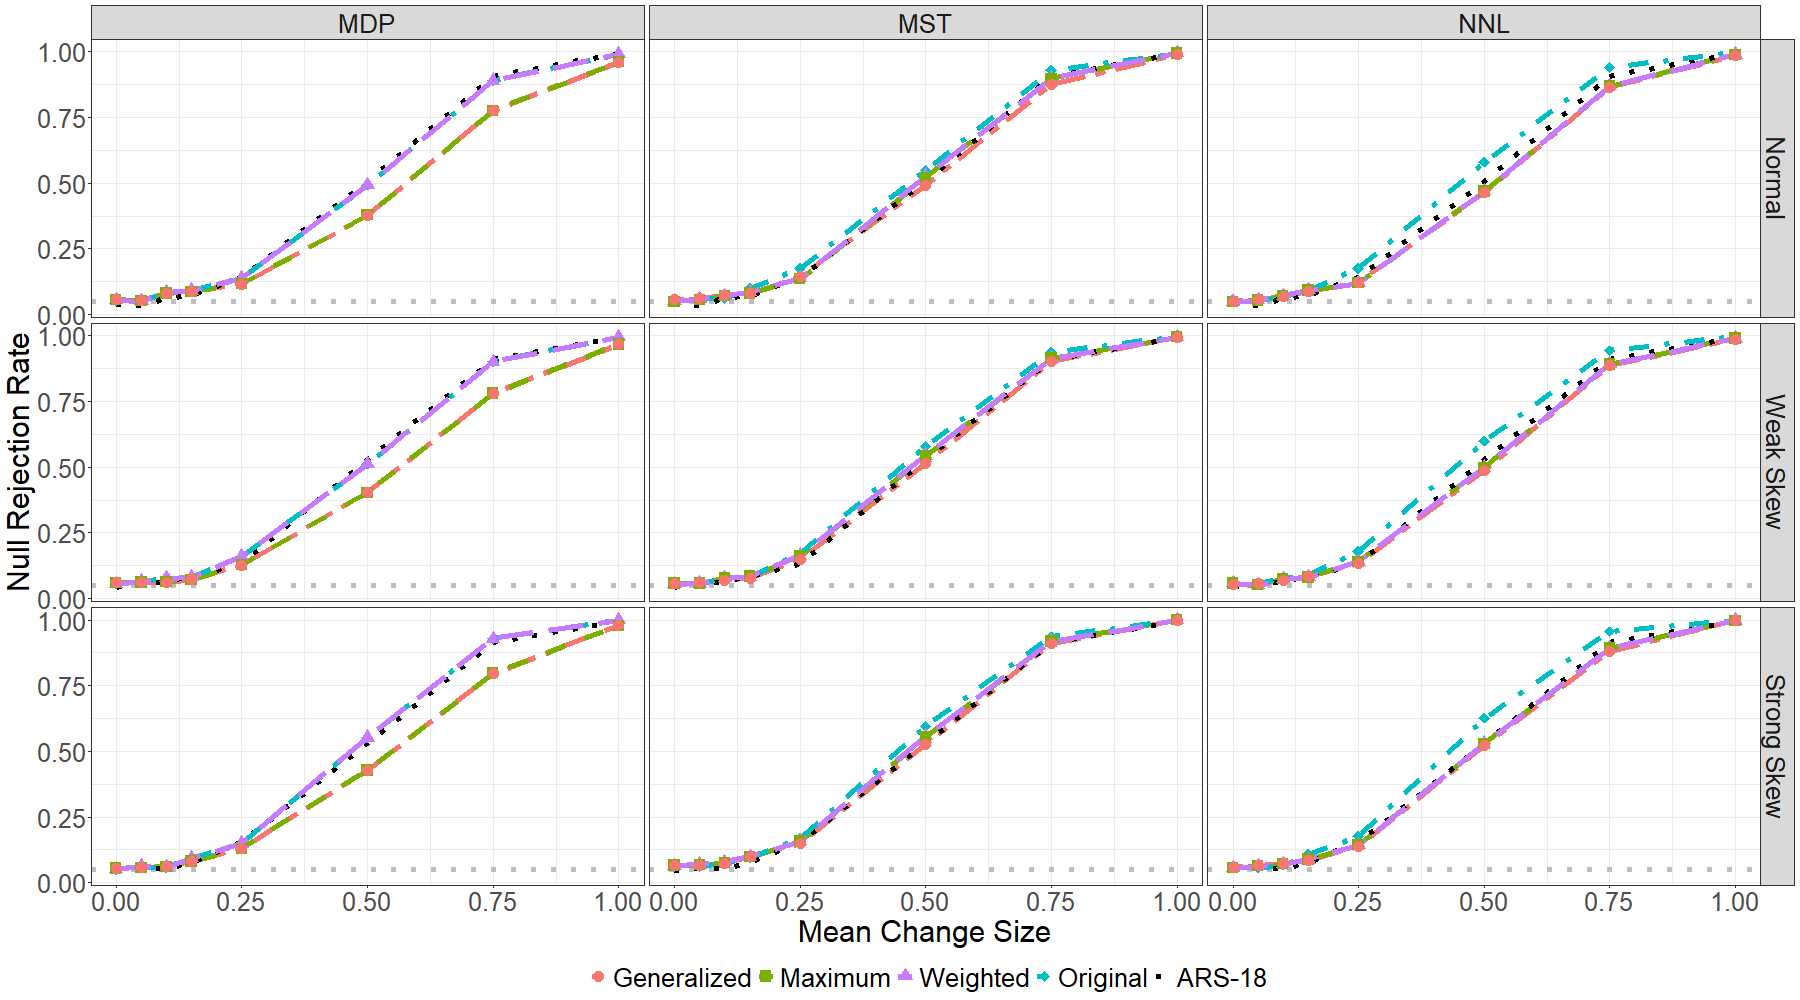 MDP MST NNL
1.00
0.75
0.50
0.25
0.00
Normal
1.00
0.75
0.50
0.25
0.00
Weak Skew
1.00
0.75
0.50
0.25
0.00
Strong Skew
Null Rejection Rate
0.00 0.25 0.50 0.75 1.00 0.00 0.25 0.50 0.75 1.00 0.00 0.25 0.50 0.75 1.00
Mean Change Size
Generalized Maximum Weighted Original ARS-18